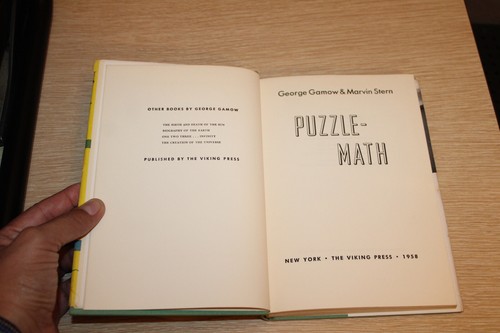 OTHER BOOKS BY GEORGE GAMOW
THE BIRTH AND DEATH OF THE SUN
BIOGRAPHY OF THE EARTH
ONE TWO THREE . . . INFINITY
THE CREATION OF THE UNIVERSE
PUBLISHED BY THE VIKING PRESS
George Gamow & Marvin Stern
PUZZLE-
MATH
NEW YORK • THE VIKING PRESS • 1958